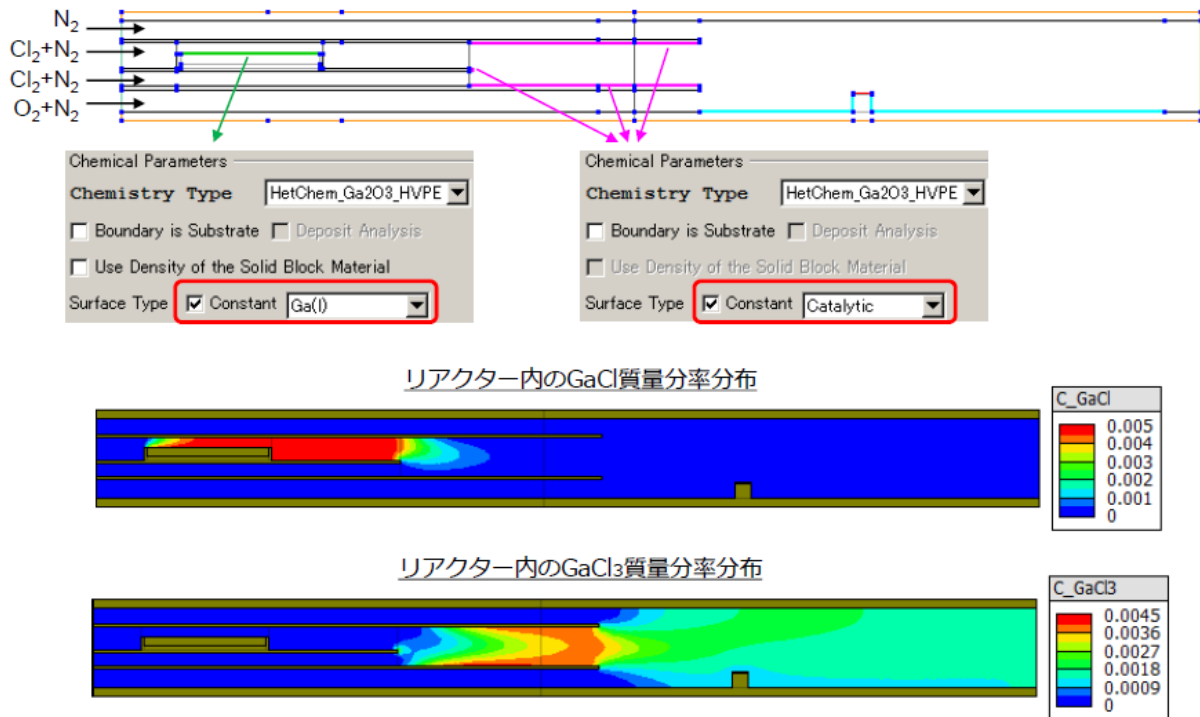 N₂
Cl₂+N₂
Cl₂+N₂
O₂+N₂
Chemical Parameters
Chemistry Type HetChem_Ga2O3_HVPE
Boundary is Substrate Deposit Analysis
Use Density of the Solid Block Material
Surface Type Constant Ga(l)
Chemical Parameters
Chemistry Type HetChem_Ga2O3_HVPE
Boundary is Substrate Deposit Analysis
Use Density of the Solid Block Material
Surface Type Constant Catalytic
リアクター内のGaCl質量分率分布
C_GaCl
0.005
0.004
0.003
0.002
0.001
0
リアクター内のGaCl₃質量分率分布
C_GaCl3
0.0045
0.0036
0.0027
0.0018
0.0009
0